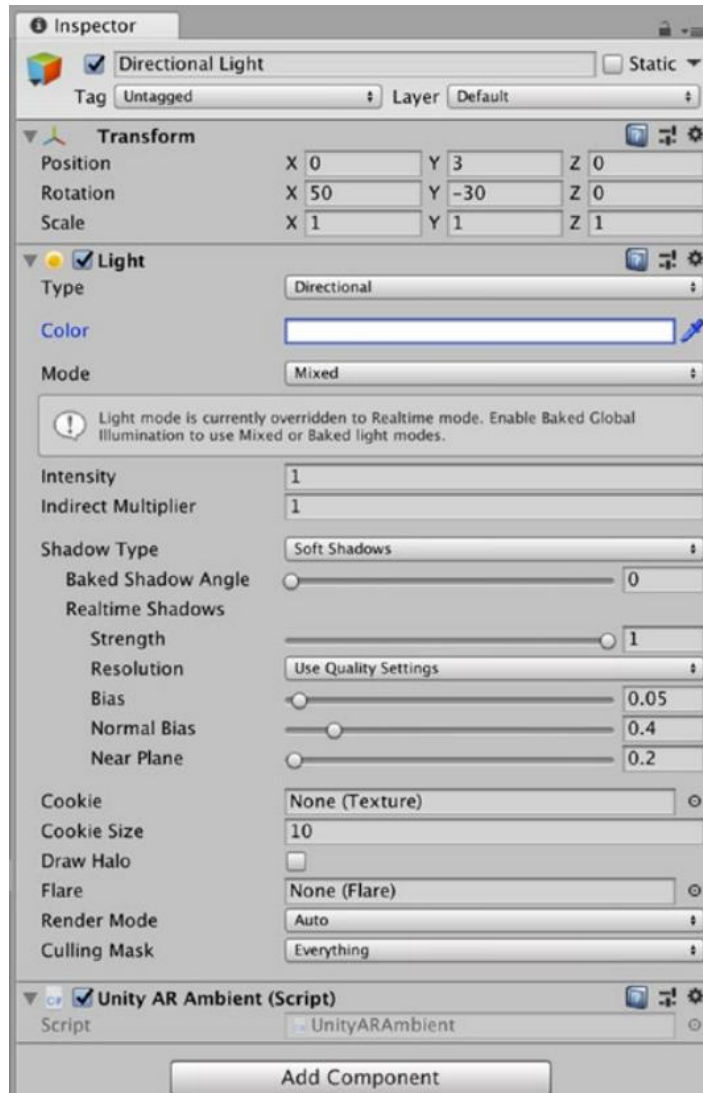 Inspector
Directional Light Static
Tag Untagged Layer Default
Transform
Position X 0 Y 3 Z 0
Rotation X 50 Y -30 Z 0
Scale X 1 Y 1 Z 1
Light
Type Directional
Color
Mode Mixed
Light mode is currently overridden to Realtime mode. Enable Baked Global
Illumination to use Mixed or Baked light modes.
Intensity 1
Indirect Multiplier 1
Shadow Type Soft Shadows
Baked Shadow Angle 0
Realtime Shadows
Strength 1
Resolution Use Quality Settings
Bias 0.05
Normal Bias 0.4
Near Plane 0.2
Cookie None (Texture)
Cookie Size 10
Draw Halo
Flare None (Flare)
Render Mode Auto
Culling Mask Everything
Unity AR Ambient (Script)
Script UnityARAmbient
Add Component